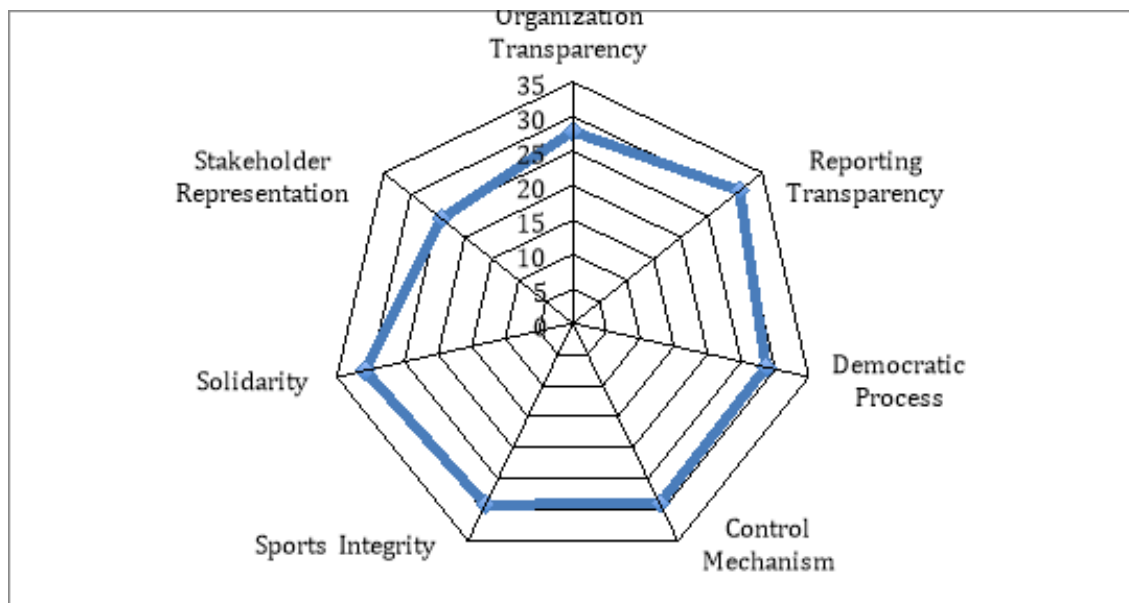 Organization
Transparency
35
30
25
20
15
10
5
0
Reporting
Transparency
Democratic
Process
Control
Mechanism
Sports Integrity
Solidarity
Stakeholder
Representation